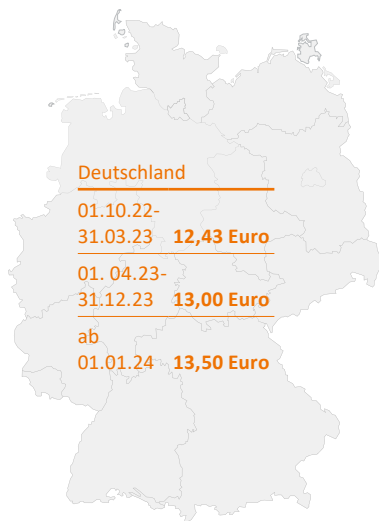 Deutschland
01.10.22-
31.03.23 12,43 Euro
01. 04.23-
31.12.23 13,00 Euro
ab
01.01.24 13,50 Euro